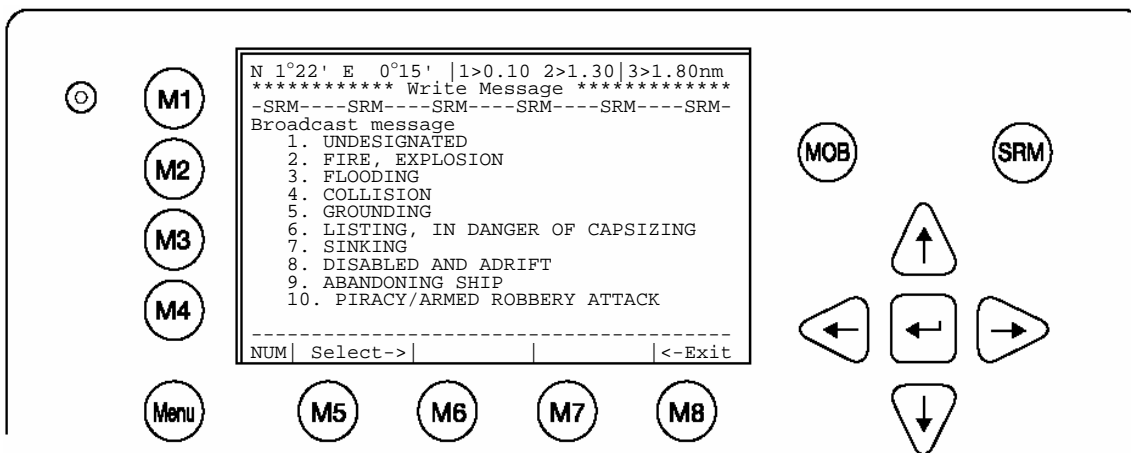 N 1°22' E 0°15' |1>0.10 2>1.30|3>1.80nm
************ Write Message *************
-SRM----SRM----SRM----SRM----SRM----SRM-
Broadcast message
1. UNDESIGNATED
2. FIRE, EXPLOSION
3. FLOODING
4. COLLISION
5. GROUNDING
6. LISTING, IN DANGER OF CAPSIZING
7. SINKING
8. DISABLED AND ADRIFT
9. ABANDONING SHIP
10. PIRACY/ARMED ROBBERY ATTACK
----------------------------------------
NUM| Select->| | |<-Exit
M1
M2
M3
M4
Menu
M5
M6
M7
M8
MOB
SRM